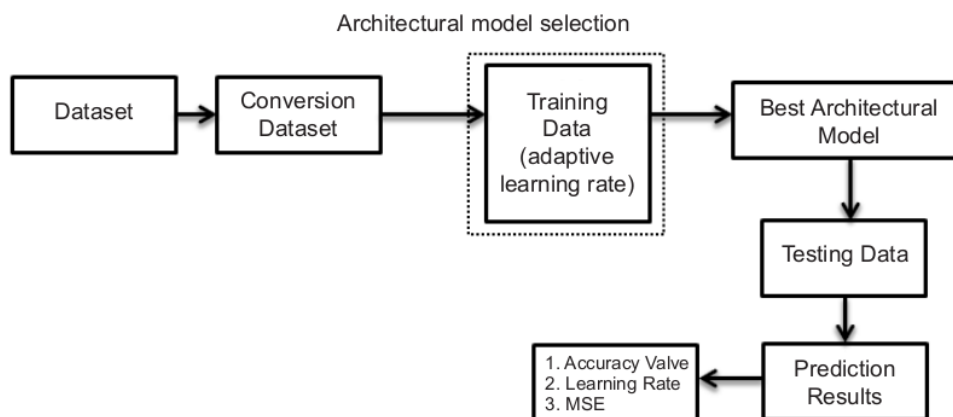 Architectural model selection
Dataset
Conversion
Dataset
Training
Data
(adaptive
learning rate)
Best Architectural
Model
Testing Data
Prediction
Results
1. Accuracy Valve
2. Learning Rate
3. MSE